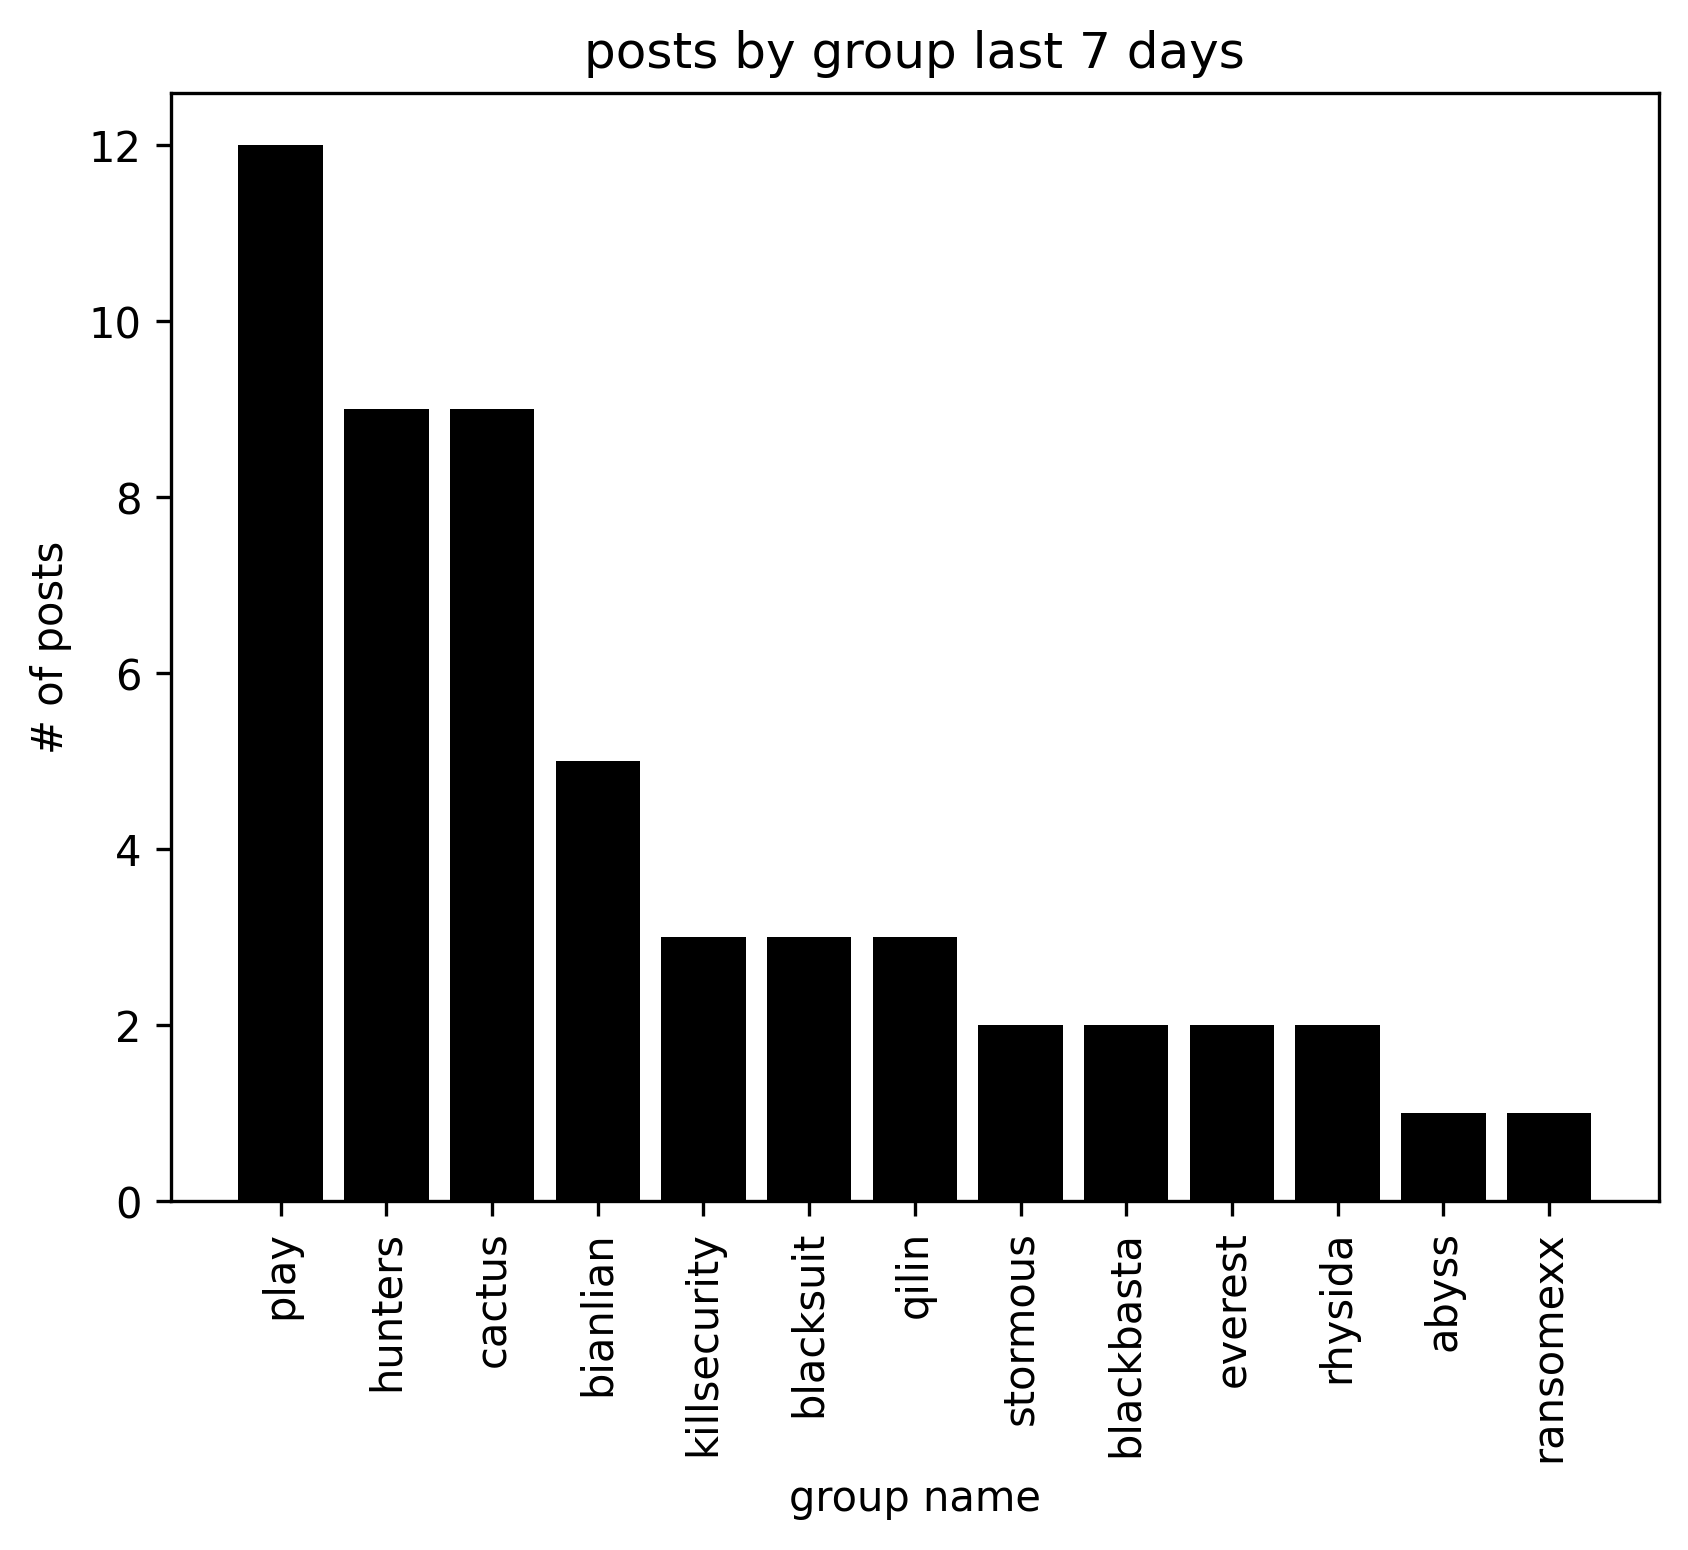 posts by group last 7 days
12
10
8
6
4
2
0
# of posts
play
hunters
cactus
bianlian
killsecurity
blacksuit
qilin
stormous
blackbasta
everest
rhysida
abyss
ransomexx
group name